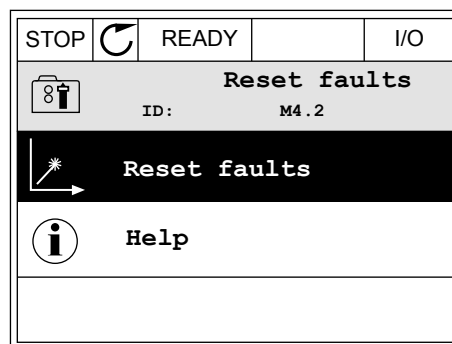 STOP READY I/O
Reset faults
ID: M4.2
Reset faults
i Help